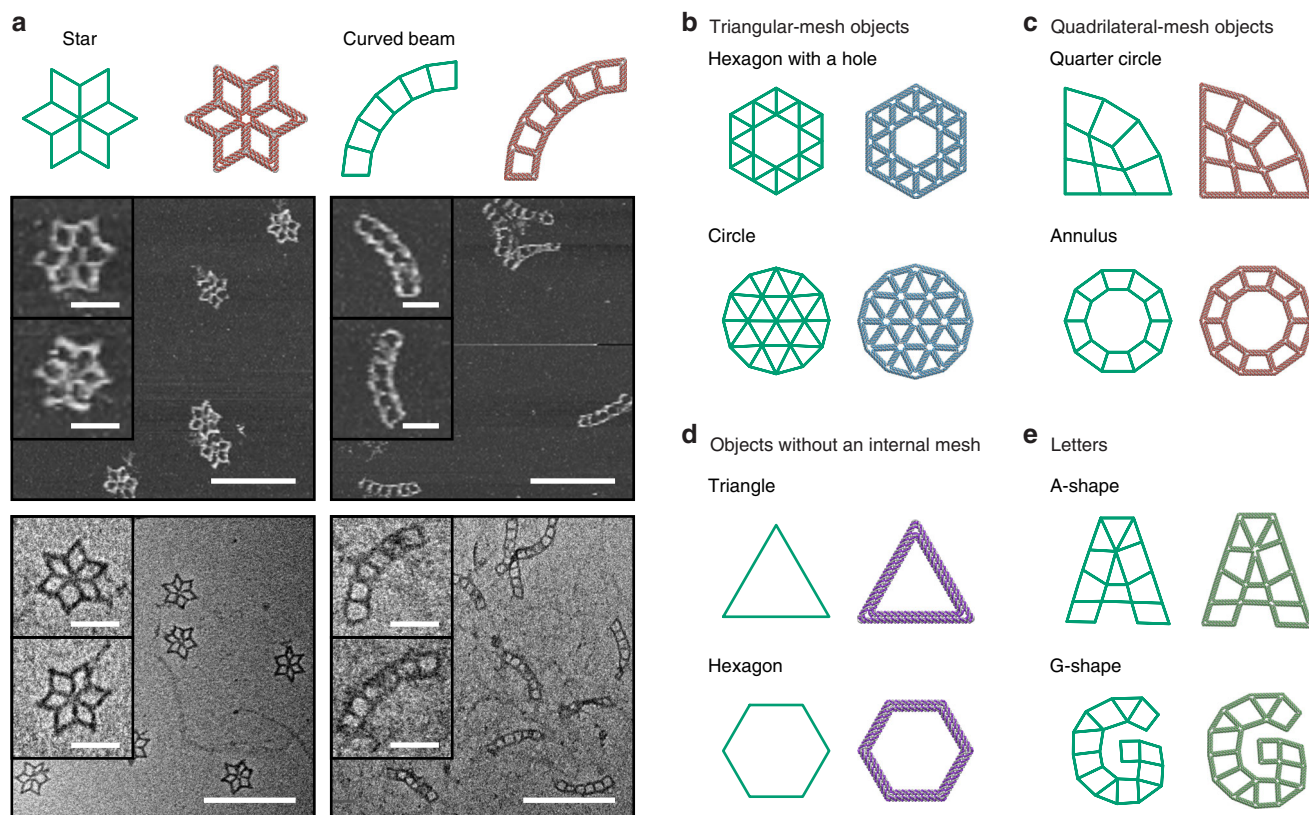 a
Star
Curved beam
b Triangular-mesh objects
Hexagon with a hole
Circle
c Quadrilateral-mesh objects
Quarter circle
Annulus
d Objects without an internal mesh
Triangle
Hexagon
e Letters
A-shape
G-shape